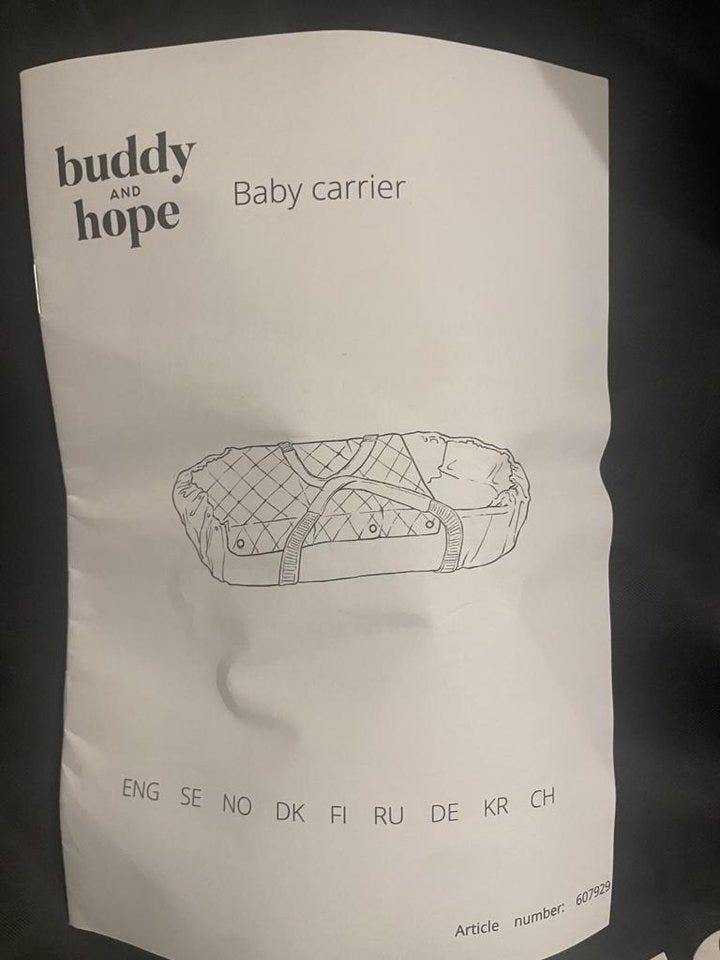 buddy
AND
hope
Baby carrier
ENG SE NO DK FI RU DE KR CH
Article number: 607929